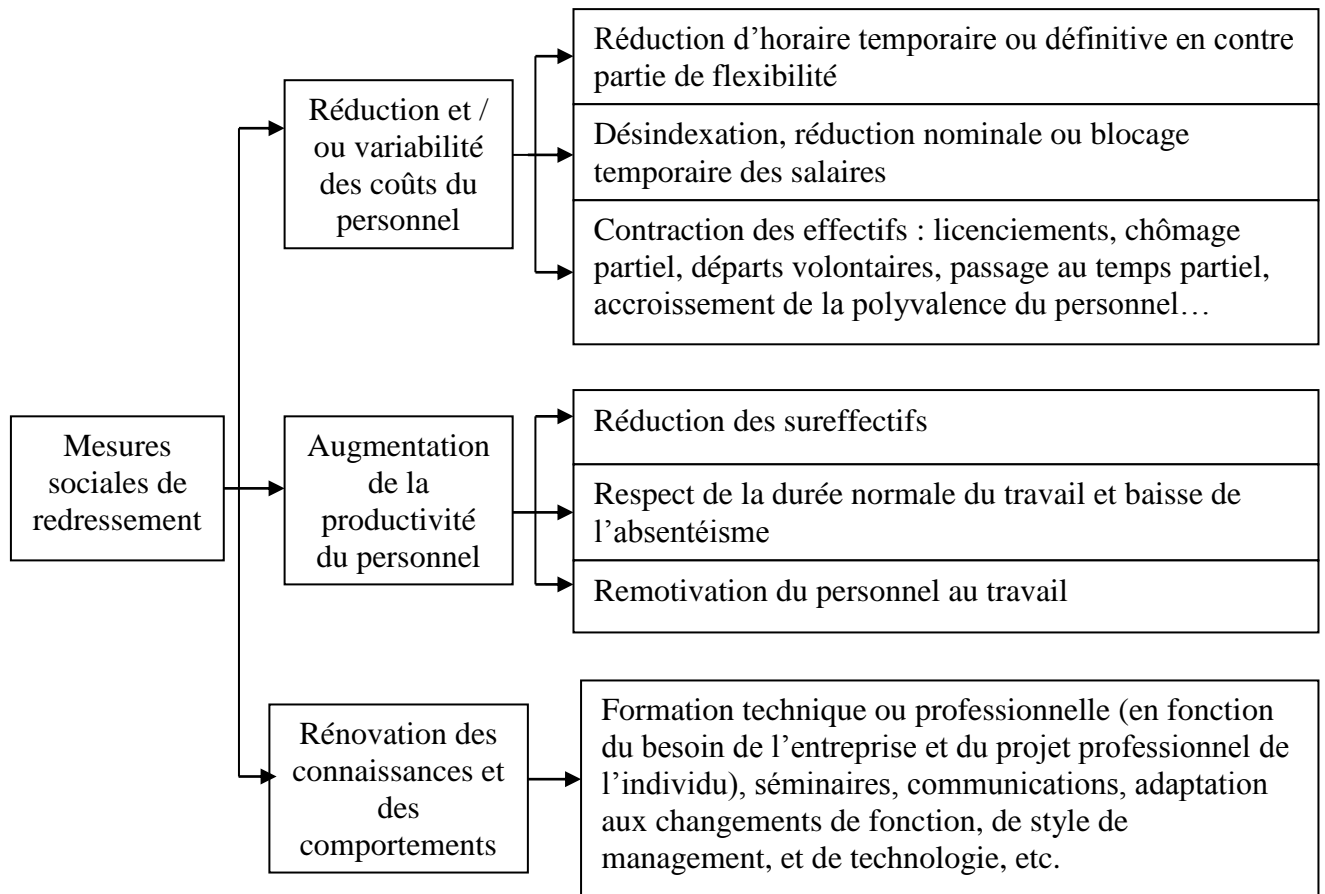 Réduction d’horaire temporaire ou définitive en contre
partie de flexibilité
Réduction et /
ou variabilité
des coûts du
personnel
Désindexation, réduction nominale ou blocage
temporaire des salaires
Contraction des effectifs : licenciements, chômage
partiel, départs volontaires, passage au temps partiel,
accroissement de la polyvalence du personnel…
Mesures
sociales de
redressement
Augmentation
de la
productivité
du personnel
Réduction des sureffectifs
Respect de la durée normale du travail et baisse de
l’absentéisme
Remotivation du personnel au travail
Rénovation des
connaissances et
des
comportements
Formation technique ou professionnelle (en fonction
du besoin de l’entreprise et du projet professionnel de
l’individu), séminaires, communications, adaptation
aux changements de fonction, de style de
management, et de technologie, etc.